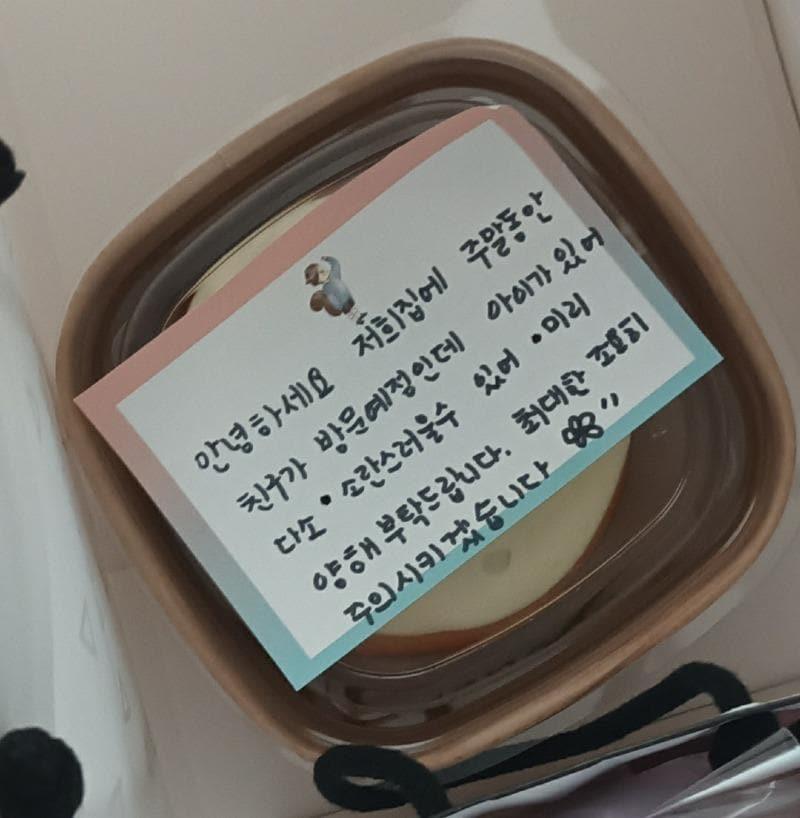 안녕하세요 저희집에 주말동안
친구가 방문예정인데 아이가 있어
다소 • 소란스러울수 있어 • 미리
양해 부탁드립니다. 최대한 조용히
주의시키겠습니다